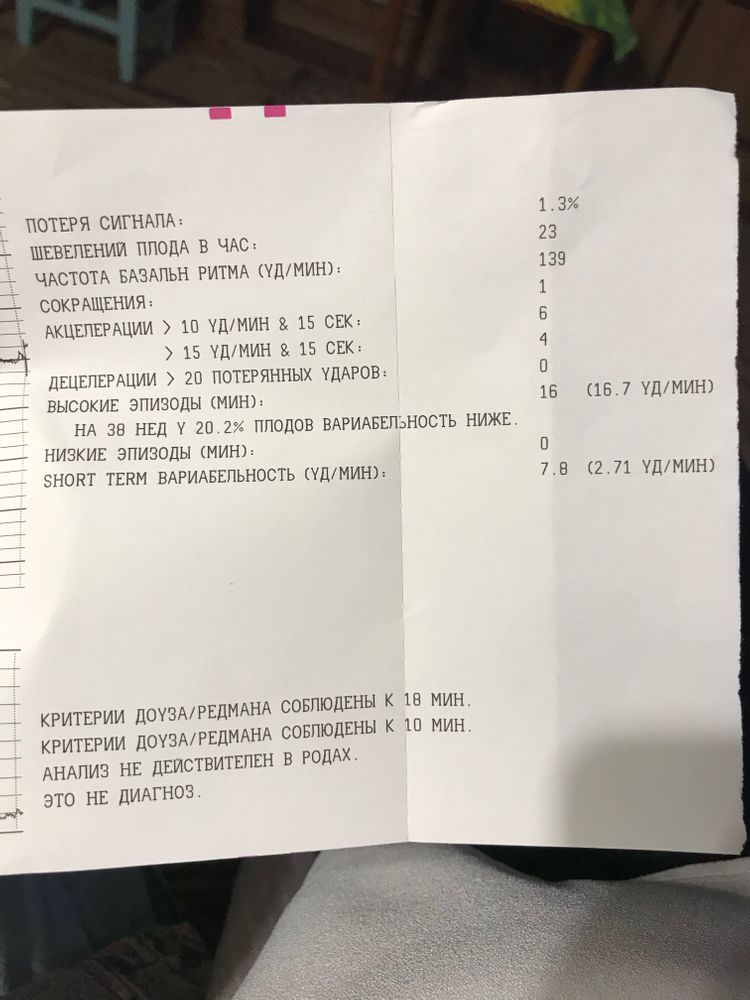 ПОТЕРЯ СИГНАЛА: 1.3%
ШЕВЕЛЕНИЙ ПЛОДА В ЧАС: 23
ЧАСТОТА БАЗАЛЬН РИТМА (УД/МИН): 139
СОКРАЩЕНИЯ: 1
АКЦЕЛЕРАЦИИ > 10 УД/МИН & 15 СЕК: 6
> 15 УД/МИН & 15 СЕК: 4
ДЕЦЕЛЕРАЦИИ > 20 ПОТЕРЯННЫХ УДАРОВ: 0
ВЫСОКИЕ ЭПИЗОДЫ (МИН): 16 (16.7 УД/МИН)
НА 38 НЕД У 20.2% ПЛОДОВ ВАРИАБЕЛЬНОСТЬ НИЖЕ.
НИЗКИЕ ЭПИЗОДЫ (МИН): 0
SHORT TERM ВАРИАБЕЛЬНОСТЬ (УД/МИН): 7.8 (2.71 УД/МИН)
КРИТЕРИИ ДОУЗА/РЕДМАНА СОБЛЮДЕНЫ К 18 МИН.
КРИТЕРИИ ДОУЗА/РЕДМАНА СОБЛЮДЕНЫ К 10 МИН.
АНАЛИЗ НЕ ДЕЙСТВИТЕЛЕН В РОДАХ.
ЭТО НЕ ДИАГНОЗ.